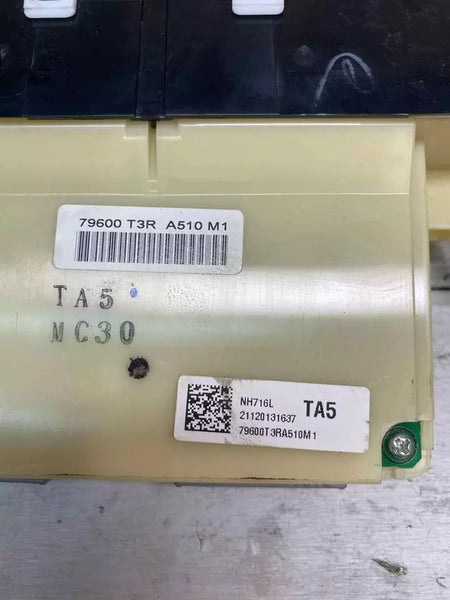 79600 T3R A510 M1
TA5
MC30
NH716L
21120131637
TA5
79600T3RA510M1